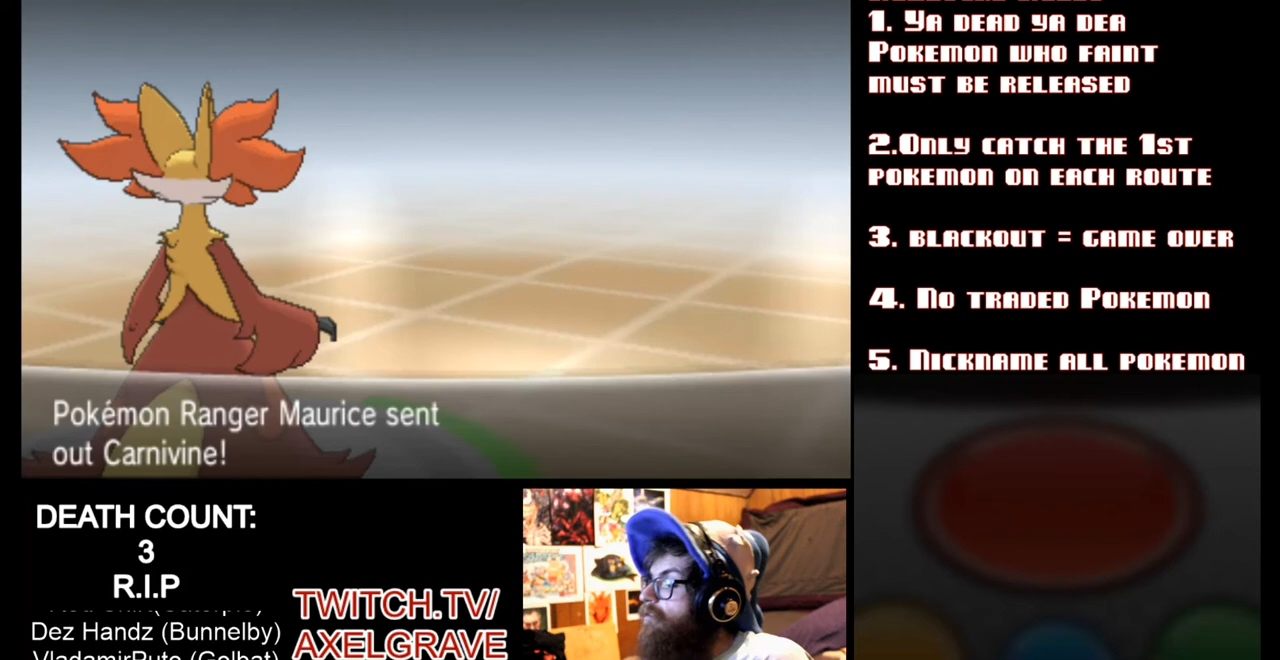 Pokémon Ranger Maurice sent
out Carnivine!
1. Ya dead ya dea
Pokemon who faint
must be released
2.Only catch the 1st
pokemon on each route
3. blackout = game over
4. No traded Pokemon
5. Nickname all pokemon
DEATH COUNT:
3
R.I.P
Dez Handz (Bunnelby)
VladamirPute (Golbat)
TWITCH.TV/
AXELGRAVE